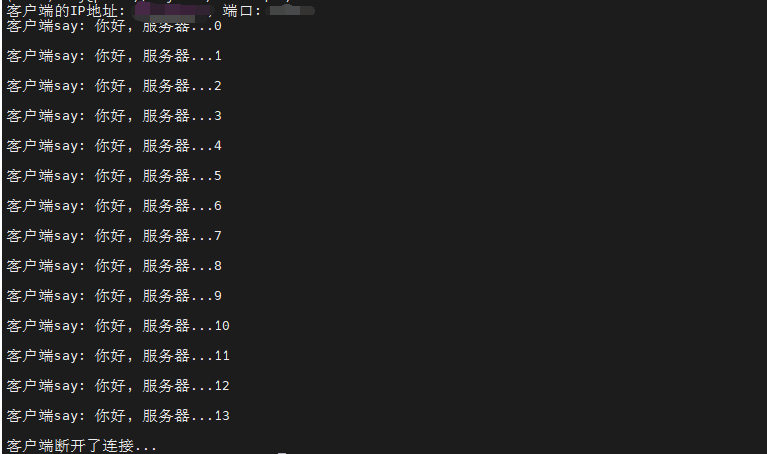 客户端的IP地址: , 端口:
客户端say: 你好, 服务器...0
客户端say: 你好, 服务器...1
客户端say: 你好, 服务器...2
客户端say: 你好, 服务器...3
客户端say: 你好, 服务器...4
客户端say: 你好, 服务器...5
客户端say: 你好, 服务器...6
客户端say: 你好, 服务器...7
客户端say: 你好, 服务器...8
客户端say: 你好, 服务器...9
客户端say: 你好, 服务器...10
客户端say: 你好, 服务器...11
客户端say: 你好, 服务器...12
客户端say: 你好, 服务器...13
客户端断开了连接...